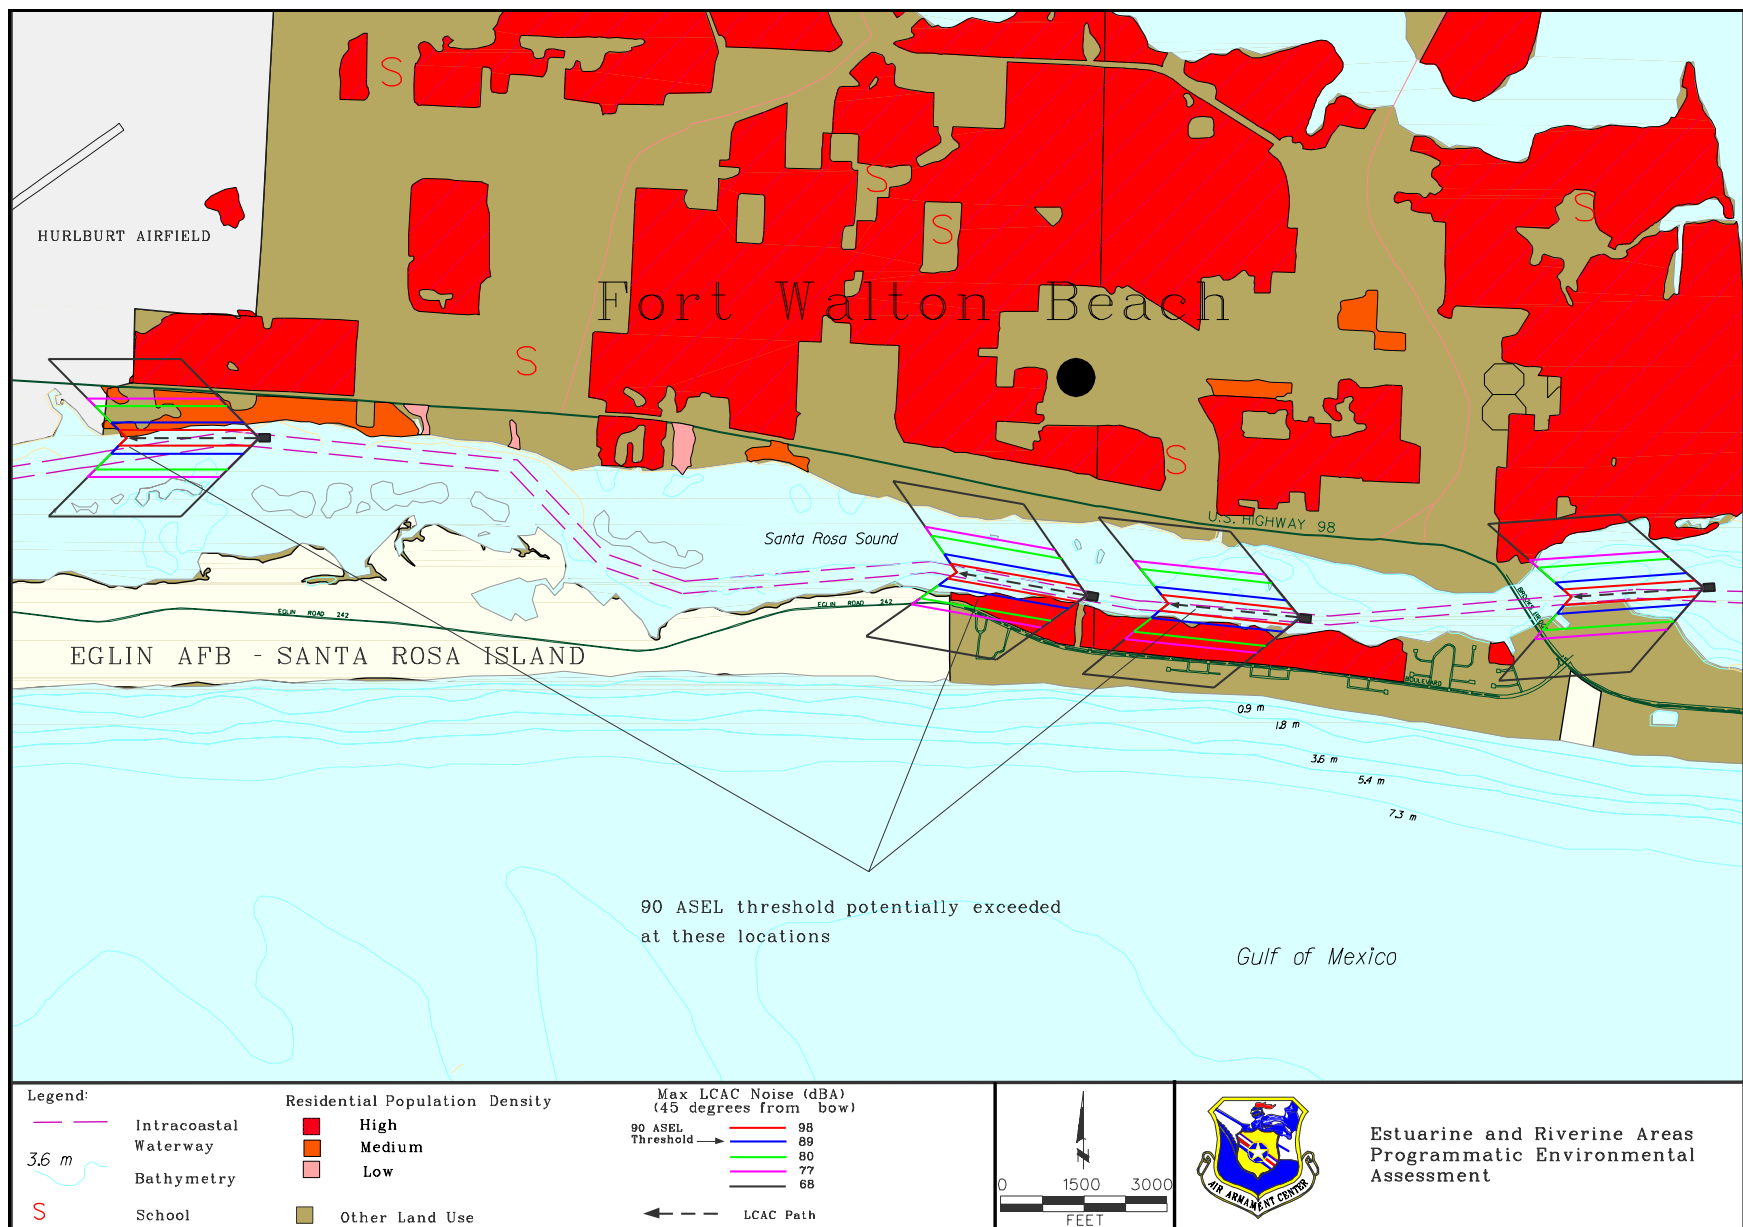 S
HURLBURT AIRFIELD
S
S
S
Fort Walton Beach
S
S
U.S. HIGHWAY 98
Santa Rosa Sound
EGLIN ROAD 242
EGLIN ROAD 242
EGLIN AFB - SANTA ROSA ISLAND
BOULEVARD
0.9 m
1.8 m
3.6 m
5.4 m
7.3 m
90 ASEL threshold potentially exceeded
at these locations
Gulf of Mexico
Legend:
Intracoastal
Waterway
3.6 m
Bathymetry
S
School
Residential Population Density
High
Medium
Low
Other Land Use
Max LCAC Noise (dBA)
(45 degrees from bow)
90 ASEL
Threshold
98
89
80
77
68
LCAC Path
0 1500 3000
FEET
AIR ARMAMENT CENTER
Estuarine and Riverine Areas
Programmatic Environmental
Assessment